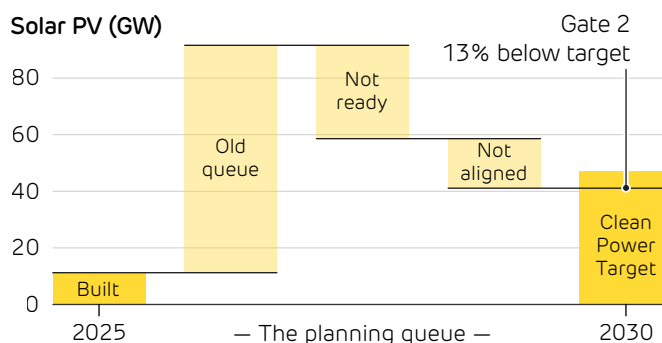 Solar PV (GW)
Gate 2
13% below target
80
60
40
20
0
Built
Old
queue
Not
ready
Not
aligned
Clean
Power
Target
2025
— The planning queue —
2030